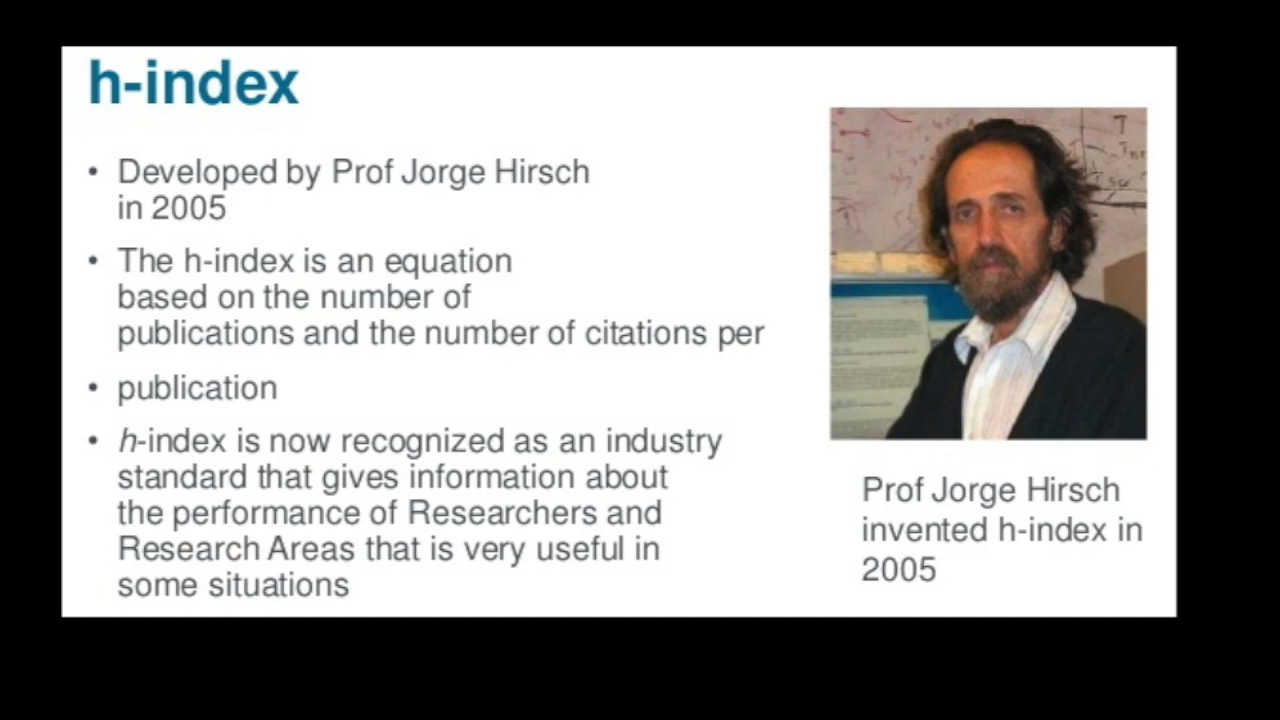 h-index
• Developed by Prof Jorge Hirsch
in 2005
• The h-index is an equation
based on the number of
publications and the number of citations per
• publication
• h-index is now recognized as an industry
standard that gives information about
the performance of Researchers and
Research Areas that is very useful in
some situations
Prof Jorge Hirsch
invented h-index in
2005